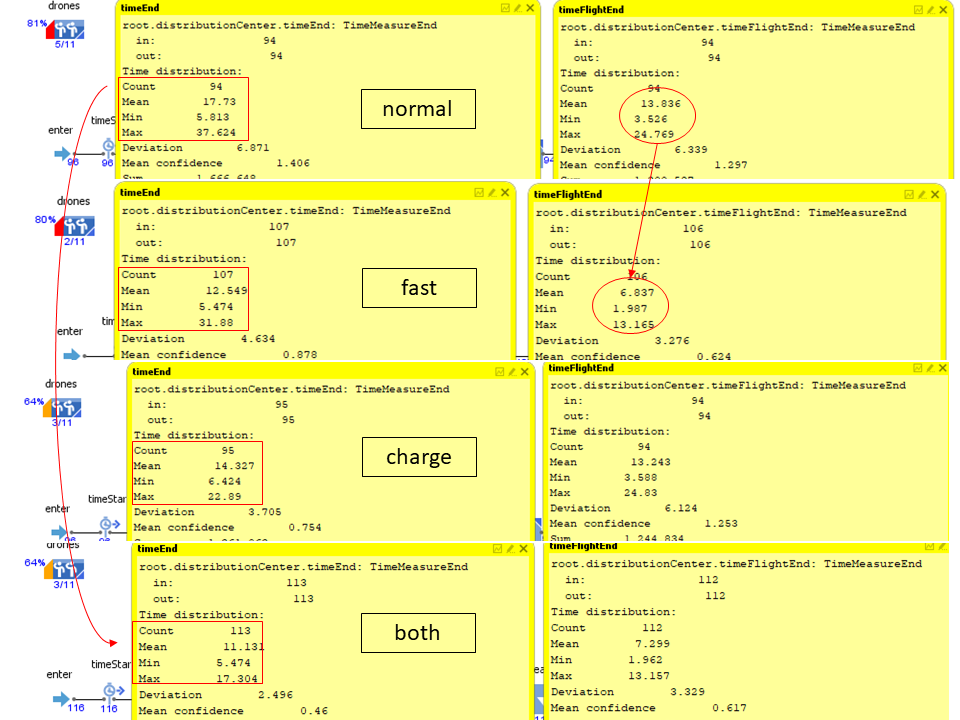 drones
81%
5/11
enter
timeS
96
96
timeEnd
root.distributionCenter.timeEnd: TimeMeasureEnd
in: 94
out: 94
Time distribution:
Count 94
Mean 17.73
Min 5.813
Max 37.624
Deviation 6.871
Mean confidence 1.406
normal
94
timeFlightEnd
root.distributionCenter.timeFlightEnd: TimeMeasureEnd
in: 94
out: 94
Time distribution:
Count 94
Mean 13.836
Min 3.526
Max 24.769
Deviation 6.339
Mean confidence 1.297
drones
80%
2/11
enter
tim
timeEnd
root.distributionCenter.timeEnd: TimeMeasureEnd
in: 107
out: 107
Time distribution:
Count 107
Mean 12.549
Min 5.474
Max 31.88
Deviation 4.634
Mean confidence 0.878
fast
timeFlightEnd
root.distributionCenter.timeFlightEnd: TimeMeasureEnd
in: 106
out: 106
Time distribution:
Count 106
Mean 6.837
Min 1.987
Max 13.165
Deviation 3.276
Mean confidence 0.624
drones
64%
3/11
enter
timeStar
timeEnd
root.distributionCenter.timeEnd: TimeMeasureEnd
in: 95
out: 95
Time distribution:
Count 95
Mean 14.327
Min 6.424
Max 22.89
Deviation 3.705
Mean confidence 0.754
charge
timeFlightEnd
root.distributionCenter.timeFlightEnd: TimeMeasureEnd
in: 94
out: 94
Time distribution:
Count 94
Mean 13.243
Min 3.588
Max 24.83
Deviation 6.124
Mean confidence 1.253
Sum 1 244.834
drones
64%
3/11
enter
timeStar
116
116
timeEnd
root.distributionCenter.timeEnd: TimeMeasureEnd
in: 113
out: 113
Time distribution:
Count 113
Mean 11.131
Min 5.474
Max 17.304
Deviation 2.496
Mean confidence 0.46
both
timeFlightEnd
root.distributionCenter.timeFlightEnd: TimeMeasureEnd
in: 112
out: 112
Time distribution:
Count 112
Mean 7.299
Min 1.962
Max 13.157
Deviation 3.329
Mean confidence 0.617